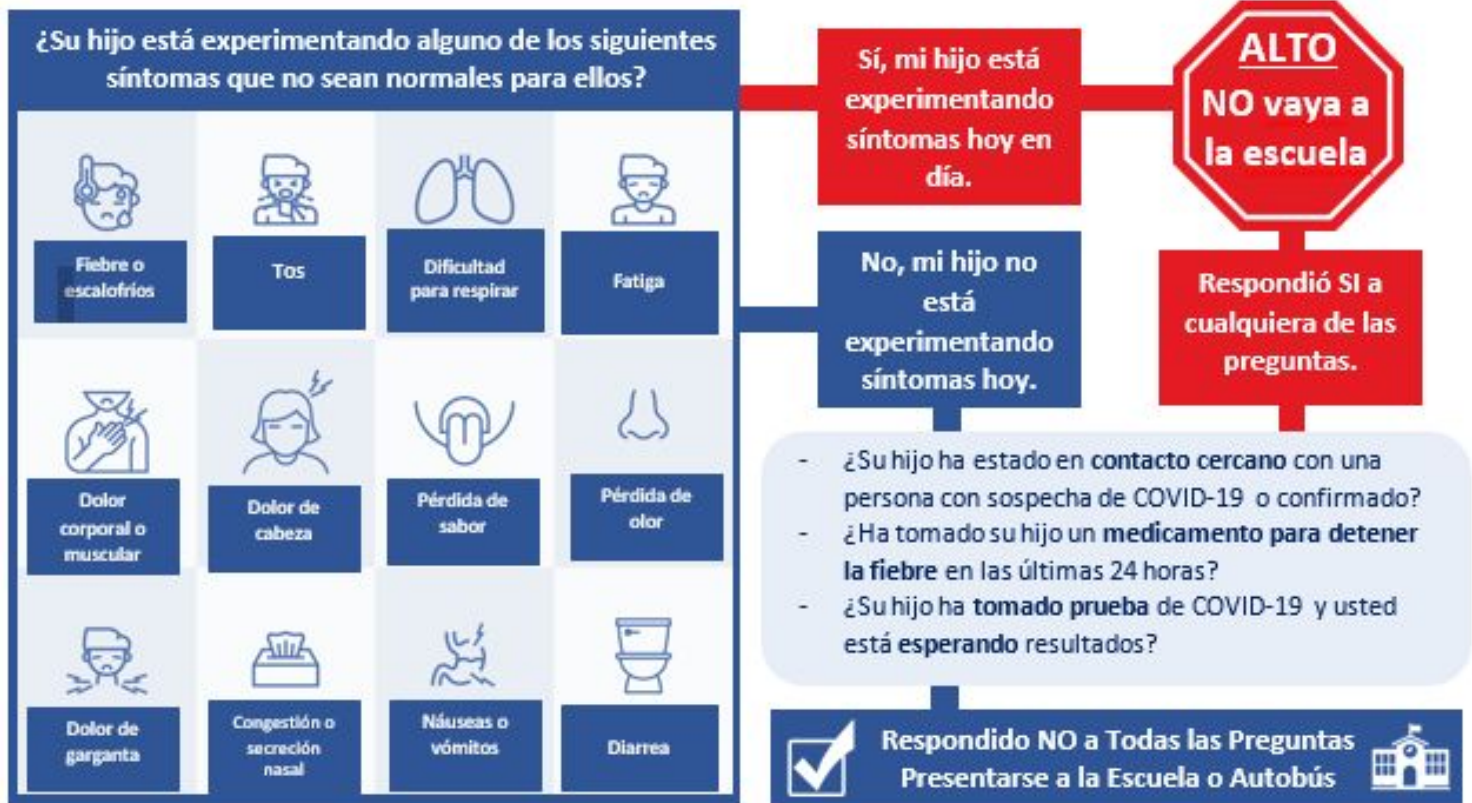 ¿Su hijo está experimentando alguno de los siguientes
síntomas que no sean normales para ellos?
Fiebre o
escalofríos
Tos
Dificultad
para respirar
Fatiga
Dolor
corporal o
muscular
Dolor de
cabeza
Pérdida de
sabor
Pérdida de
olor
Dolor de
garganta
Congestión o
secreción
nasal
Náuseas o
vómitos
Diarrea
Sí, mi hijo está
experimentando
síntomas hoy en
día.
ALTO
NO vaya a
la escuela
No, mi hijo no
está
experimentando
síntomas hoy.
Respondió SI a
cualquiera de las
preguntas.
- ¿Su hijo ha estado en contacto cercano con una
persona con sospecha de COVID-19 o confirmado?
- ¿Ha tomado su hijo un medicamento para detener
la fiebre en las últimas 24 horas?
- ¿Su hijo ha tomado prueba de COVID-19 y usted
está esperando resultados?
Respondido NO a Todas las Preguntas
Presentarse a la Escuela o Autobús